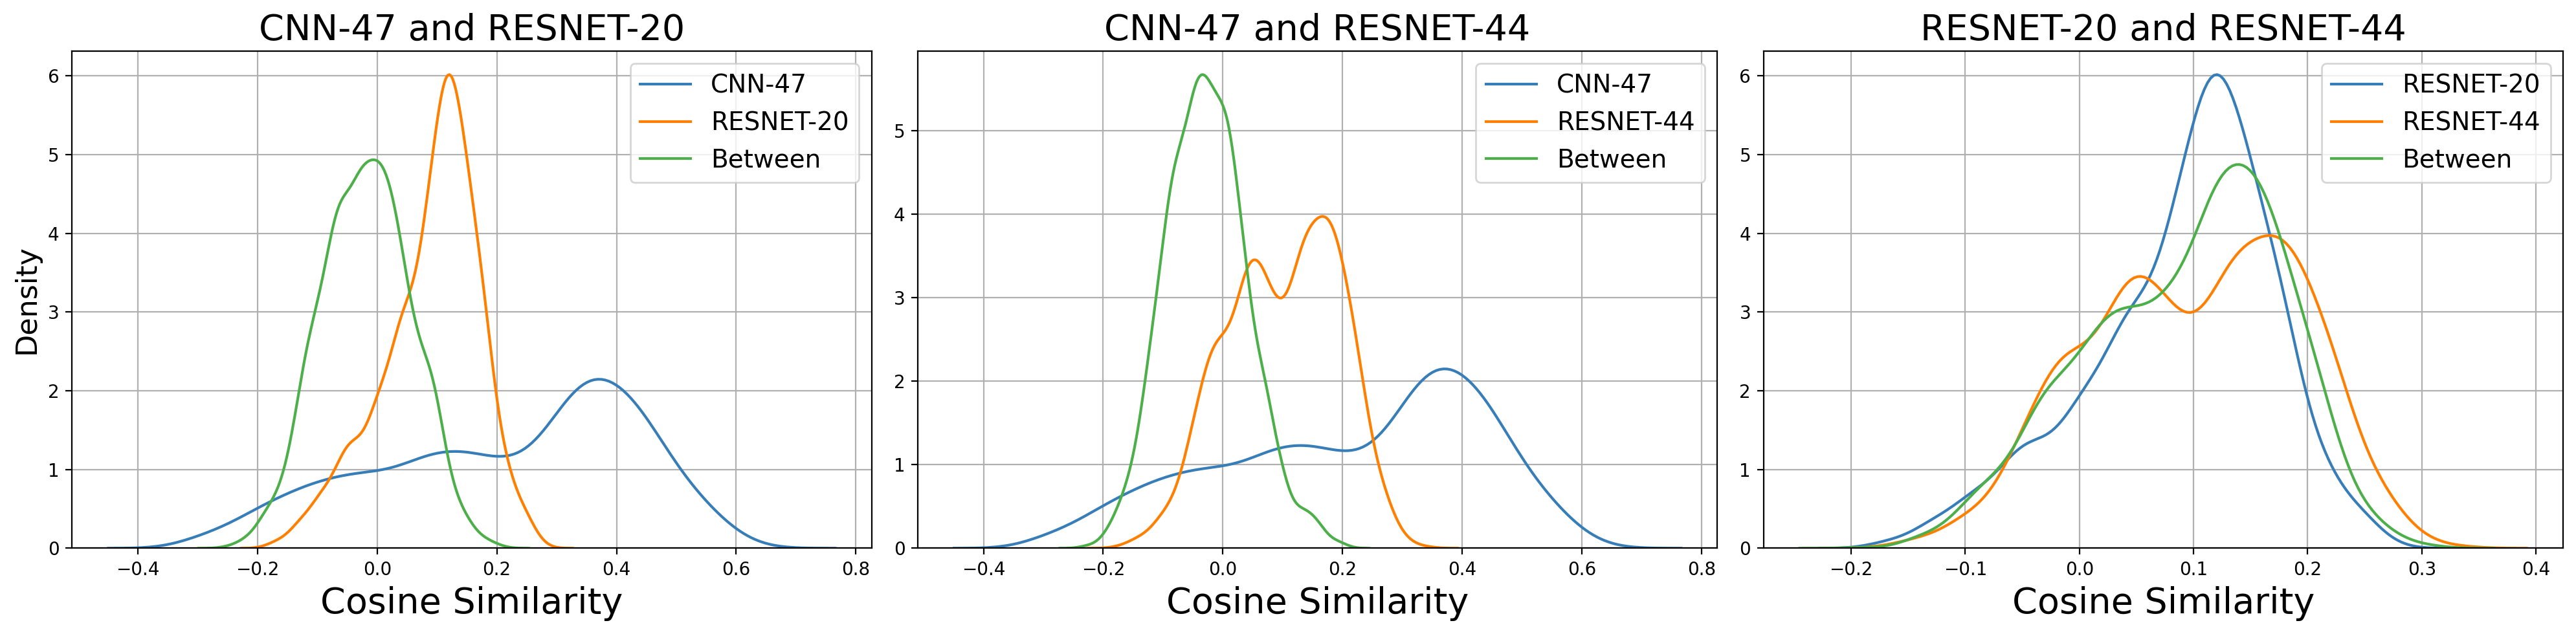 CNN-47 and RESNET-20
Density
6
5
4
3
2
1
0
−0.4 −0.2 0.0 0.2 0.4 0.6 0.8
Cosine Similarity
CNN-47
RESNET-20
Between
CNN-47 and RESNET-44
5
4
3
2
1
0
−0.4 −0.2 0.0 0.2 0.4 0.6 0.8
Cosine Similarity
CNN-47
RESNET-44
Between
RESNET-20 and RESNET-44
6
5
4
3
2
1
0
−0.2 −0.1 0.0 0.1 0.2 0.3 0.4
Cosine Similarity
RESNET-20
RESNET-44
Between